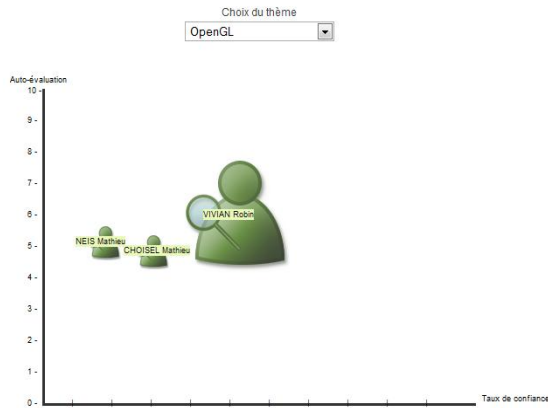 Choix du thème
OpenGL
Auto-évaluation
10 -
9 -
8 -
7 -
6 -
VIVIAN Robin
NEIS Mathieu
5 -
CHOISEL Mathieu
4 -
3 -
2 -
1 -
0 -
Taux de confiance